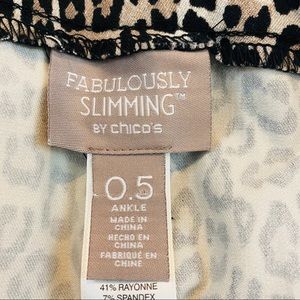 FABULOUSLY
SLIMMING™
BY chico's
0.5
ANKLE
MADE IN
CHINA
HECHO EN
CHINA
FABRIQUÉ EN
CHINE
41% RAYONNE
7% SPANDEX